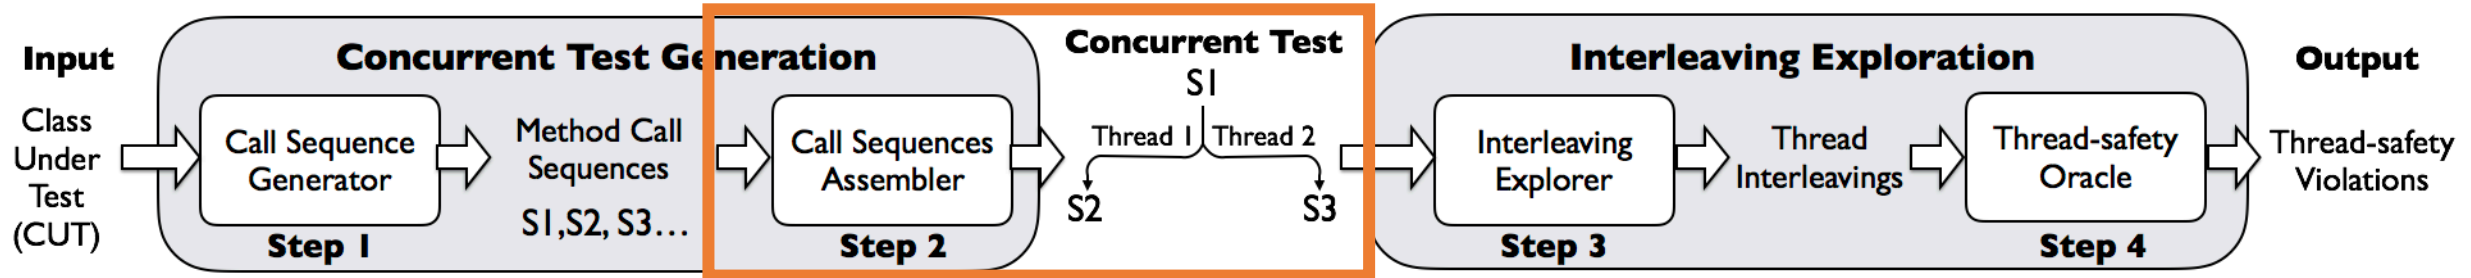 Input
Class
Under
Test
(CUT)
Concurrent Test Generation
Call Sequence
Generator
Step 1
Method Call
Sequences
S1,S2, S3...
Call Sequences
Assembler
Step 2
Concurrent Test
S1
Thread 1 Thread 2
S2 S3
Interleaving Exploration
Interleaving
Explorer
Step 3
Thread
Interleavings
Thread-safety
Oracle
Step 4
Output
Thread-safety
Violations